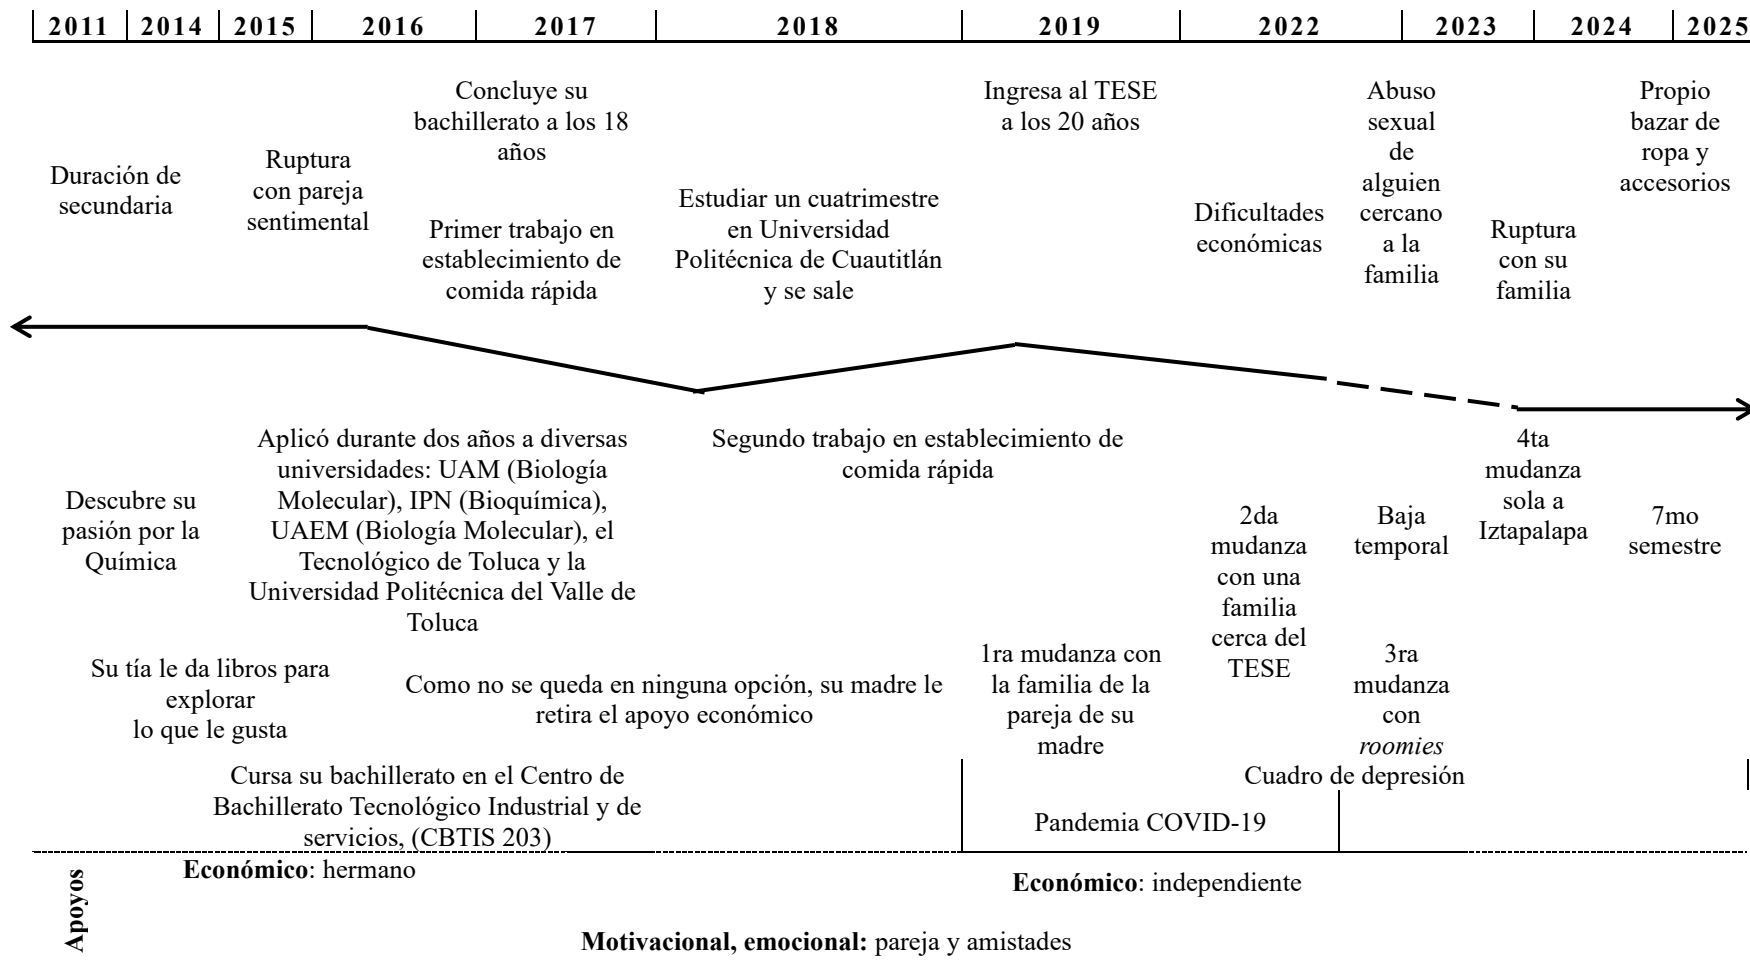 2011 2014 2015 2016 2017 2018 2019 2022 2023 2024 2025
Duración de
secundaria
Ruptura
con pareja
sentimental
Concluye su
bachillerato a los 18
años
Primer trabajo en
establecimiento de
comida rápida
Estudiar un cuatrimestre
en Universidad
Politécnica de Cuautitlán
y se sale
Ingresa al TESE
a los 20 años
Dificultades
económicas
Abuso
sexual
de
alguien
cercano
a la
familia
Ruptura
con su
familia
Propio
bazar de
ropa y
accesorios
Descubre su
pasión por la
Química
Aplicó durante dos años a diversas
universidades: UAM (Biología
Molecular), IPN (Bioquímica),
UAEM (Biología Molecular), el
Tecnológico de Toluca y la
Universidad Politécnica del Valle de
Toluca
Segundo trabajo en establecimiento de
comida rápida
2da
mudanza
con una
familia
cerca del
TESE
Baja
temporal
4ta
mudanza
sola a
Iztapalapa
7mo
semestre
Su tía le da libros para
explorar
lo que le gusta
Como no se queda en ninguna opción, su madre le
retira el apoyo económico
1ra mudanza con
la familia de la
pareja de su
madre
3ra
mudanza
con
roomies
Cursa su bachillerato en el Centro de
Bachillerato Tecnológico Industrial y de
servicios, (CBTIS 203)
Cuadro de depresión
Pandemia COVID-19
Apoyos
Económico: hermano
Económico: independiente
Motivacional, emocional: pareja y amistades